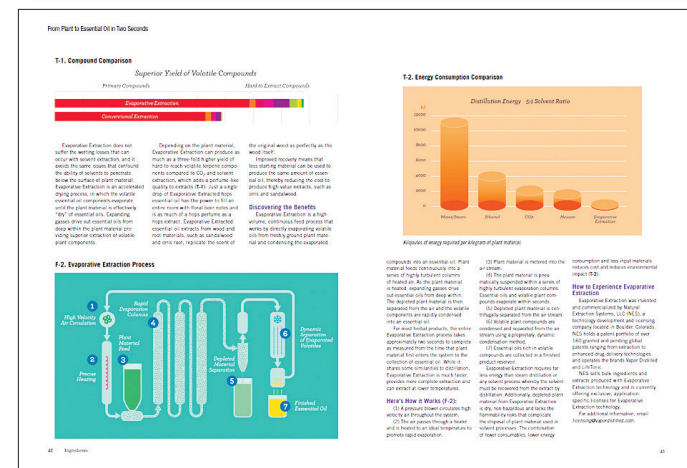 From Plant to Essential Oil in Two Seconds
T-1. Compound Comparison
Superior Yield of Volatile Compounds
Primary Compounds
Hard to Extract Compounds
Evaporative Extraction
Conventional Extraction
Evaporative Extraction does not
suffer the wetting losses that can
occur with solvent extraction, and it
avoids the same issues that confound
the ability of solvents to penetrate
below the surface of plant material.
Evaporative Extraction is an accelerated
drying process, in which the volatile
essential oil components evaporate
until the plant material is effectively
"dry" of essential oils. Expanding
gasses drive out essential oils from
deep within the plant material pro-
viding superior extraction of volatile
plant components.
Depending on the plant material,
Evaporative Extraction can produce as
much as a three-fold higher yield of
hard to reach volatile terpene compo-
nents compared to CO2 and solvent
extraction, which adds a perfume-like
quality to extracts (T-1). Just a single
drop of Evaporative Extracted hops
essential oil has the power to fill an
entire room with floral beer notes and
is as much of a hops perfume as a
hops extract. Evaporative Extracted
essential oil extracts from wood and
root materials, such as sandalwood
and orris root, replicate the scent of
the original wood as perfectly as the
wood itself.
Improved recovery means that
less starting material can be used to
produce the same amount of essen-
tial oil, thereby reducing the cost to
produce high value extracts, such as
orris and sandalwood.
Discovering the Benefits
Evaporative Extraction is a high-
volume, continuous feed process that
works by directly evaporating volatile
oils from freshly ground plant mate-
rial and condensing the evaporated
F-2. Evaporative Extraction Process
1
High Velocity
Air Circulation
2
Precise
Heating
3
Plant
Material
Feed
Rapid
Evaporation
Columns
4
Depleted
Material
Separation
5
6
Dynamic
Separation
of Evaporated
Volatiles
7
Finished
Essential Oil
42
Ingredients
T-2. Energy Consumption Comparison
Distillation Energy 5:1 Solvent Ratio
kJ
12000
10000
8000
6000
4000
2000
0
Water/Steam
Ethanol
CO2
Hexane
Evaporative
Extraction
Kilojoules of energy required per kilogram of plant material
compounds into an essential oil. Plant
material feeds continuously into a
series of highly turbulent columns
of heated air. As the plant material
is heated, expanding gasses drive
out essential oils from deep within.
The depleted plant material is then
separated from the air and the volatile
components are rapidly condensed
into an essential oil.
For most herbal products, the entire
Evaporative Extraction process takes
approximately two seconds to complete
as measured from the time that plant
material first enters the system to the
collection of essential oil. While it
shares some similarities to distillation,
Evaporative Extraction is much faster,
provides more complete extraction and
can extract at lower temperatures.
Here's How it Works (F-2):
(1) A pressure blower circulates high
velocity air throughout the system.
(2) The air passes through a heater
and is heated to an ideal temperature to
promote rapid evaporation.
(3) Plant material is metered into the
air stream.
(4) The plant material is pneu-
matically suspended within a series of
highly turbulent evaporation columns.
Essential oils and volatile plant com-
pounds evaporate within seconds.
(5) Depleted plant material is cen-
trifugally separated from the air stream.
(6) Volatile plant compounds are
condensed and separated from the air
stream using a proprietary, dynamic
condensation method.
(7) Essential oils rich in volatile
compounds are collected in a finished
product reservoir.
Evaporative Extraction requires far
less energy than steam distillation or
any solvent process whereby the solvent
must be recovered from the extract by
distillation. Additionally, depleted plant
material from Evaporative Extraction
is dry, non hazardous and lacks the
flammability risks that complicate
the disposal of plant material used in
solvent processes. The combination
of fewer consumables, lower energy
consumption and less input materials
reduces cost and reduces environmental
impact (T-2).
How to Experience Evaporative
Extraction
Evaporative Extraction was invented
and commercialized by Natural
Extraction Systems, LLC (NES), a
technology development and licensing
company located in Boulder, Colorado.
NES holds a patent portfolio of over
160 granted and pending global
patents ranging from extraction to
enhanced drug delivery technologies
and operates the brands Vapor Distilled
and LifeTonic.
NES sells bulk ingredients and
extracts produced with Evaporative
Extraction technology and is currently
offering exclusive, application-
specific licenses for Evaporative
Extraction technology.
For additional information, email
43